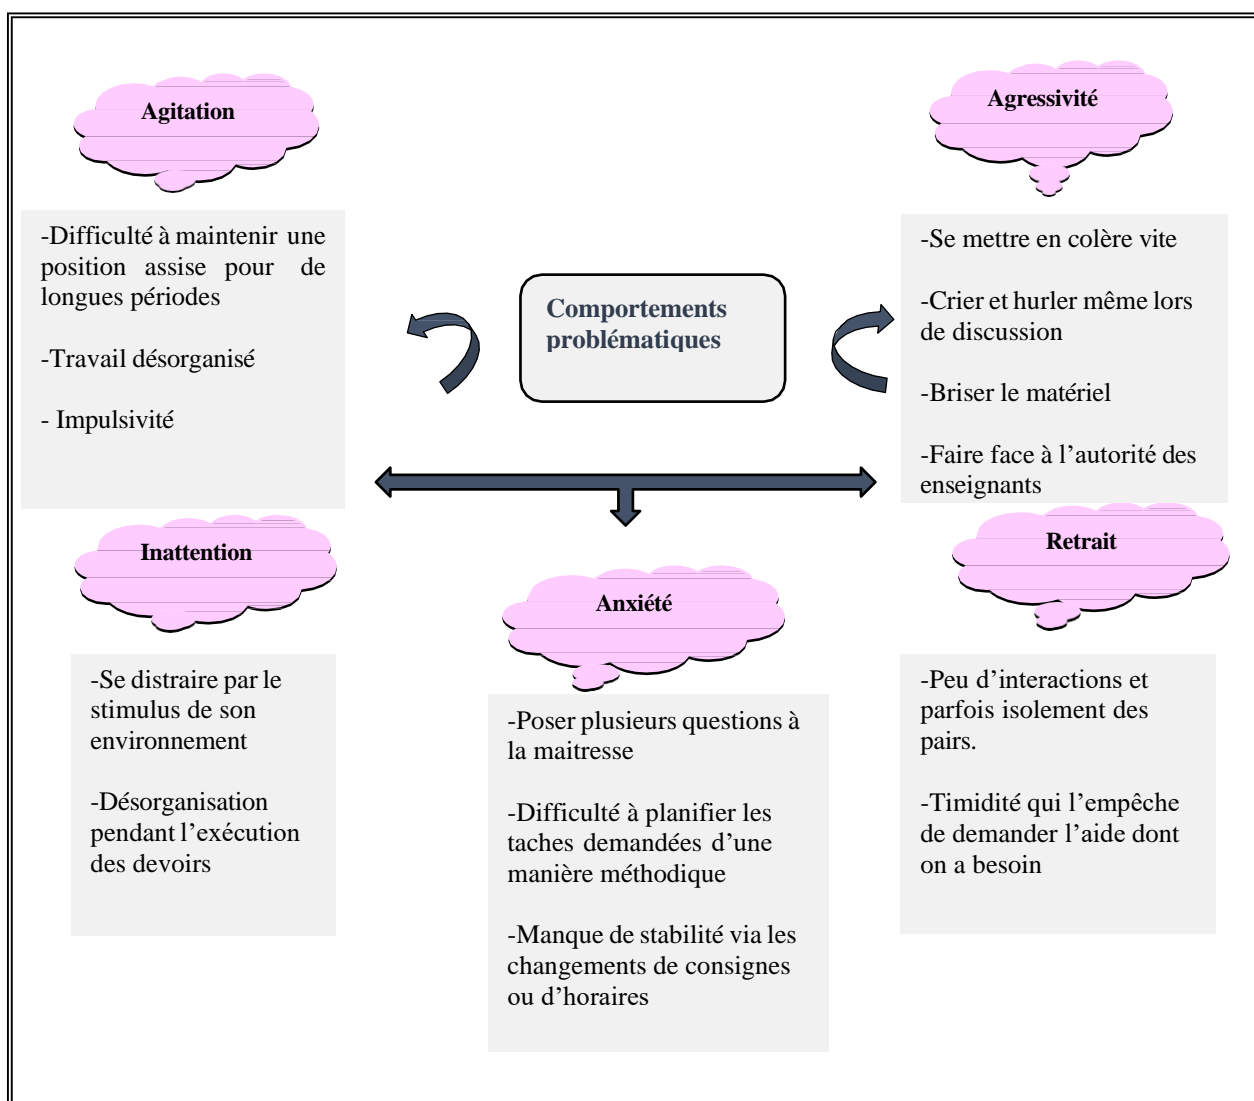 Agitation
-Difficulté à maintenir une
position assise pour de
longues périodes
-Travail désorganisé
- Impulsivité
Comportements
problématiques
Agressivité
-Se mettre en colère vite
-Crier et hurler même lors
de discussion
-Briser le matériel
-Faire face à l’autorité des
enseignants
Inattention
-Se distraire par le
stimulus de son
environnement
-Désorganisation
pendant l’exécution
des devoirs
Anxiété
-Poser plusieurs questions à
la maitresse
-Difficulté à planifier les
taches demandées d’une
manière méthodique
-Manque de stabilité via les
changements de consignes
ou d’horaires
Retrait
-Peu d’interactions et
parfois isolement des
pairs.
-Timidité qui l’empêche
de demander l’aide dont
on a besoin